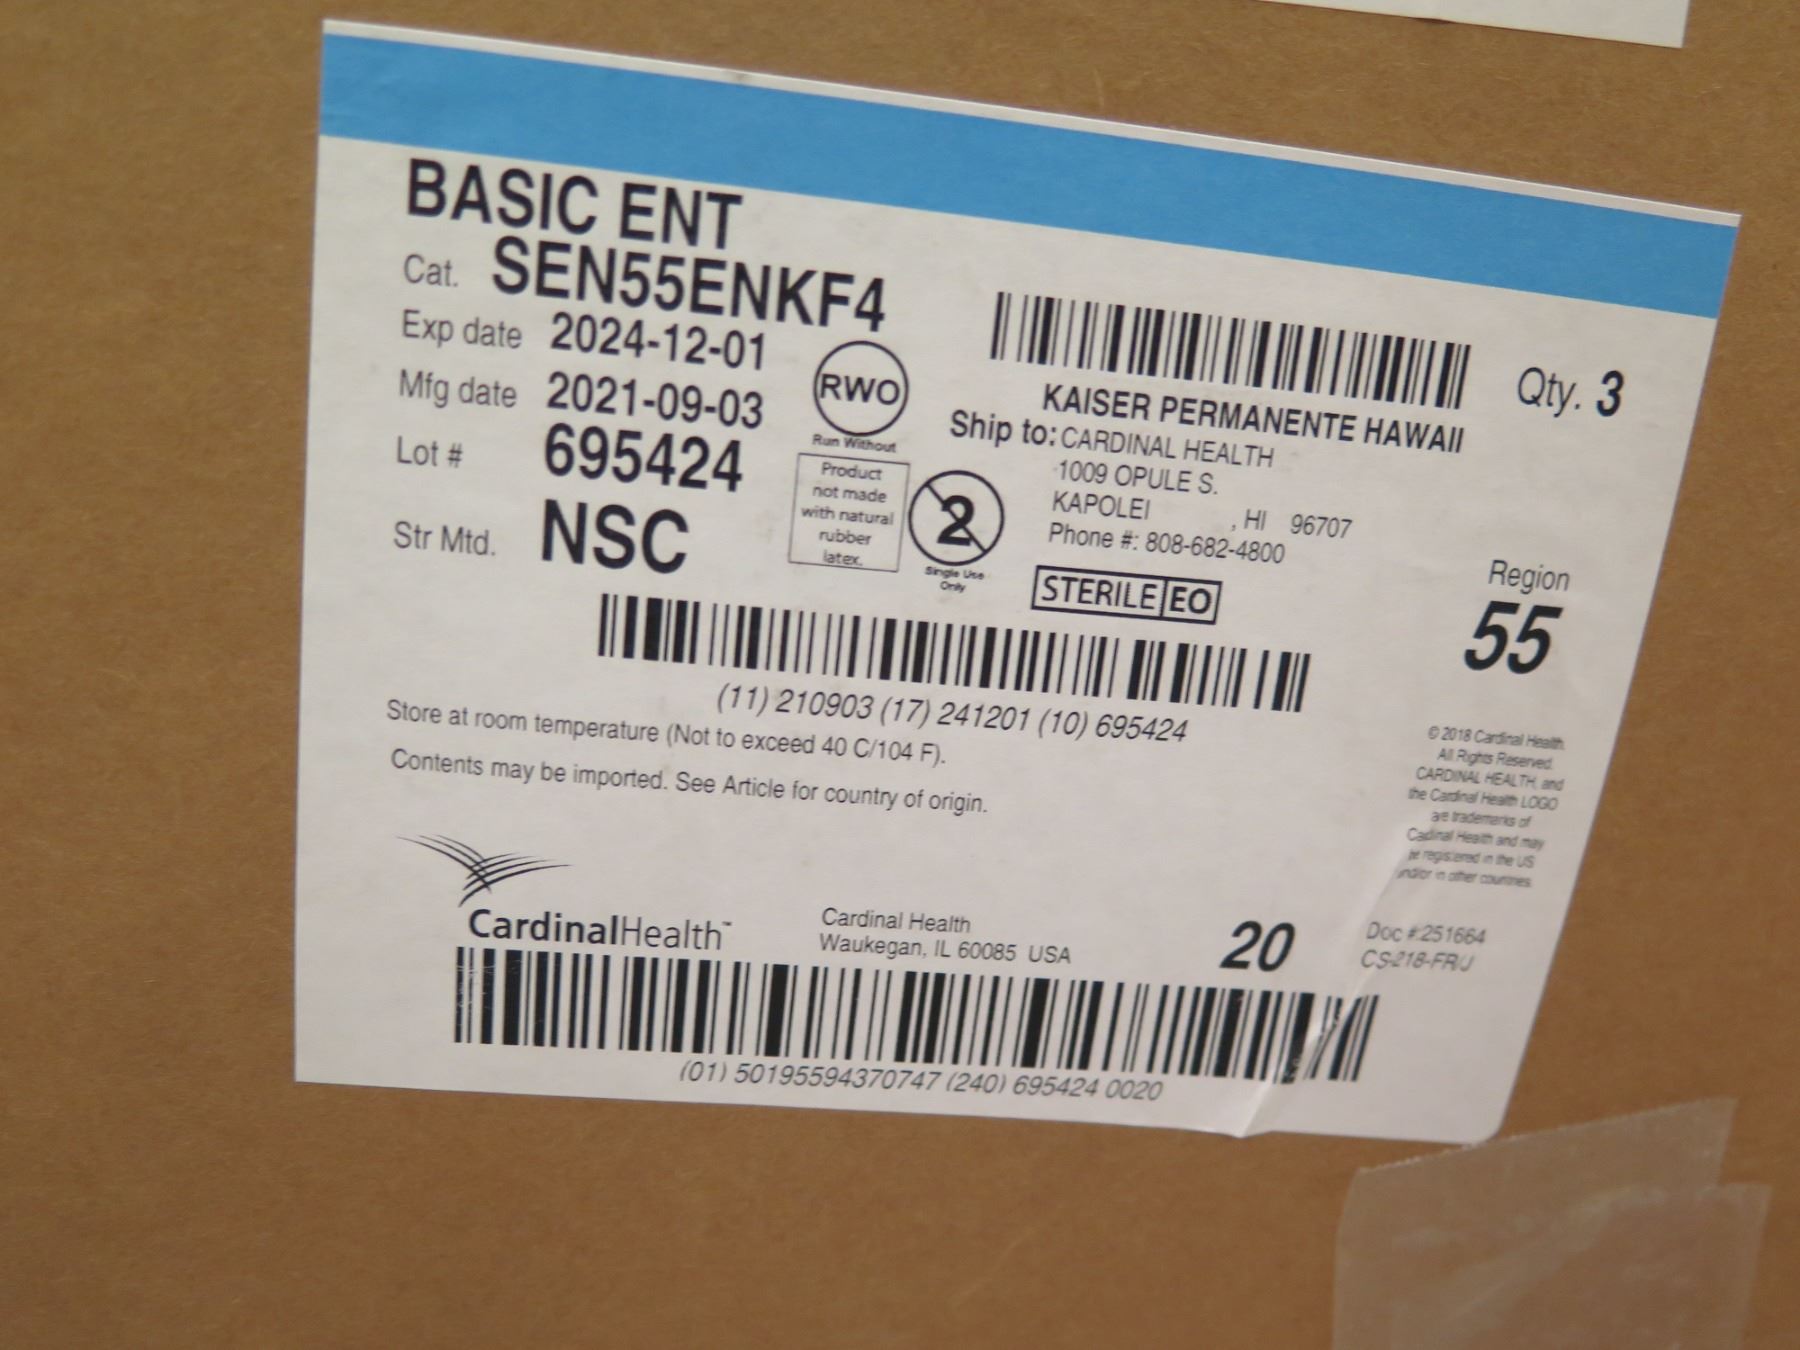 BASIC ENT
Cat. SEN55ENKF4
Exp date 2024-12-01
Mfg date 2021-09-03
Lot # 695424
Str Mtd. NSC
RWO
Run Without
Product
not made
with natural
rubber
latex.
2
Single Use
Only
KAISER PERMANENTE HAWAII
Ship to: CARDINAL HEALTH
1009 OPULE S.
KAPOLEI , HI 96707
Phone #: 808-682-4800
STERILE EO
Qty. 3
Region
55
(11) 210903 (17) 241201 (10) 695424
Store at room temperature (Not to exceed 40 C/104 F).
Contents may be imported. See Article for country of origin.
© 2018 Cardinal Health.
All Rights Reserved.
CARDINAL HEALTH, and
the Cardinal Health LOGO
are trademarks of
Cardinal Health and may
be registered in the US
and/or in other countries.
CardinalHealth™
Cardinal Health
Waukegan, IL 60085 USA
20
Doc #:251664
CS-218-FR/J
(01) 50195594370747 (240) 695424 0020